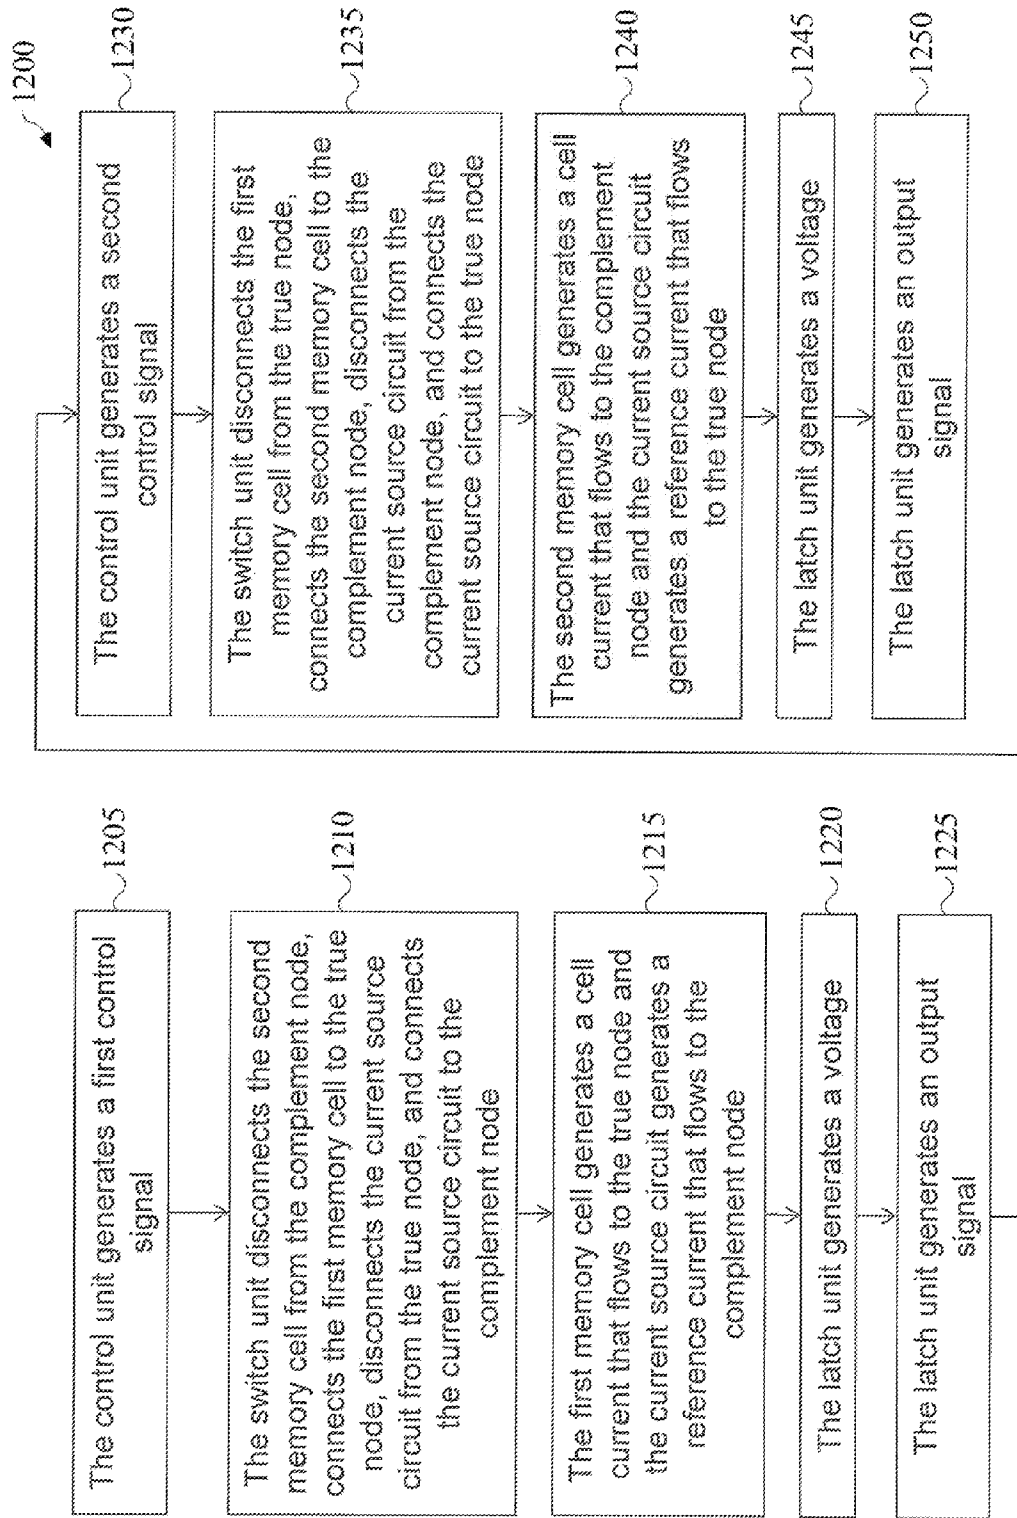 1200
The control unit generates a first control
signal
1205
The switch unit disconnects the second
memory cell from the complement node,
connects the first memory cell to the true
node, disconnects the current source
circuit from the true node, and connects
the current source circuit to the
complement node
1210
The first memory cell generates a cell
current that flows to the true node and
the current source circuit generates a
reference current that flows to the
complement node
1215
The latch unit generates a voltage
1220
The latch unit generates an output
signal
1225
The control unit generates a second
control signal
1230
The switch unit disconnects the first
memory cell from the true node,
connects the second memory cell to the
complement node, disconnects the
current source circuit from the
complement node, and connects the
current source circuit to the true node
1235
The second memory cell generates a cell
current that flows to the complement
node and the current source circuit
generates a reference current that flows
to the true node
1240
The latch unit generates a voltage
1245
The latch unit generates an output
signal
1250